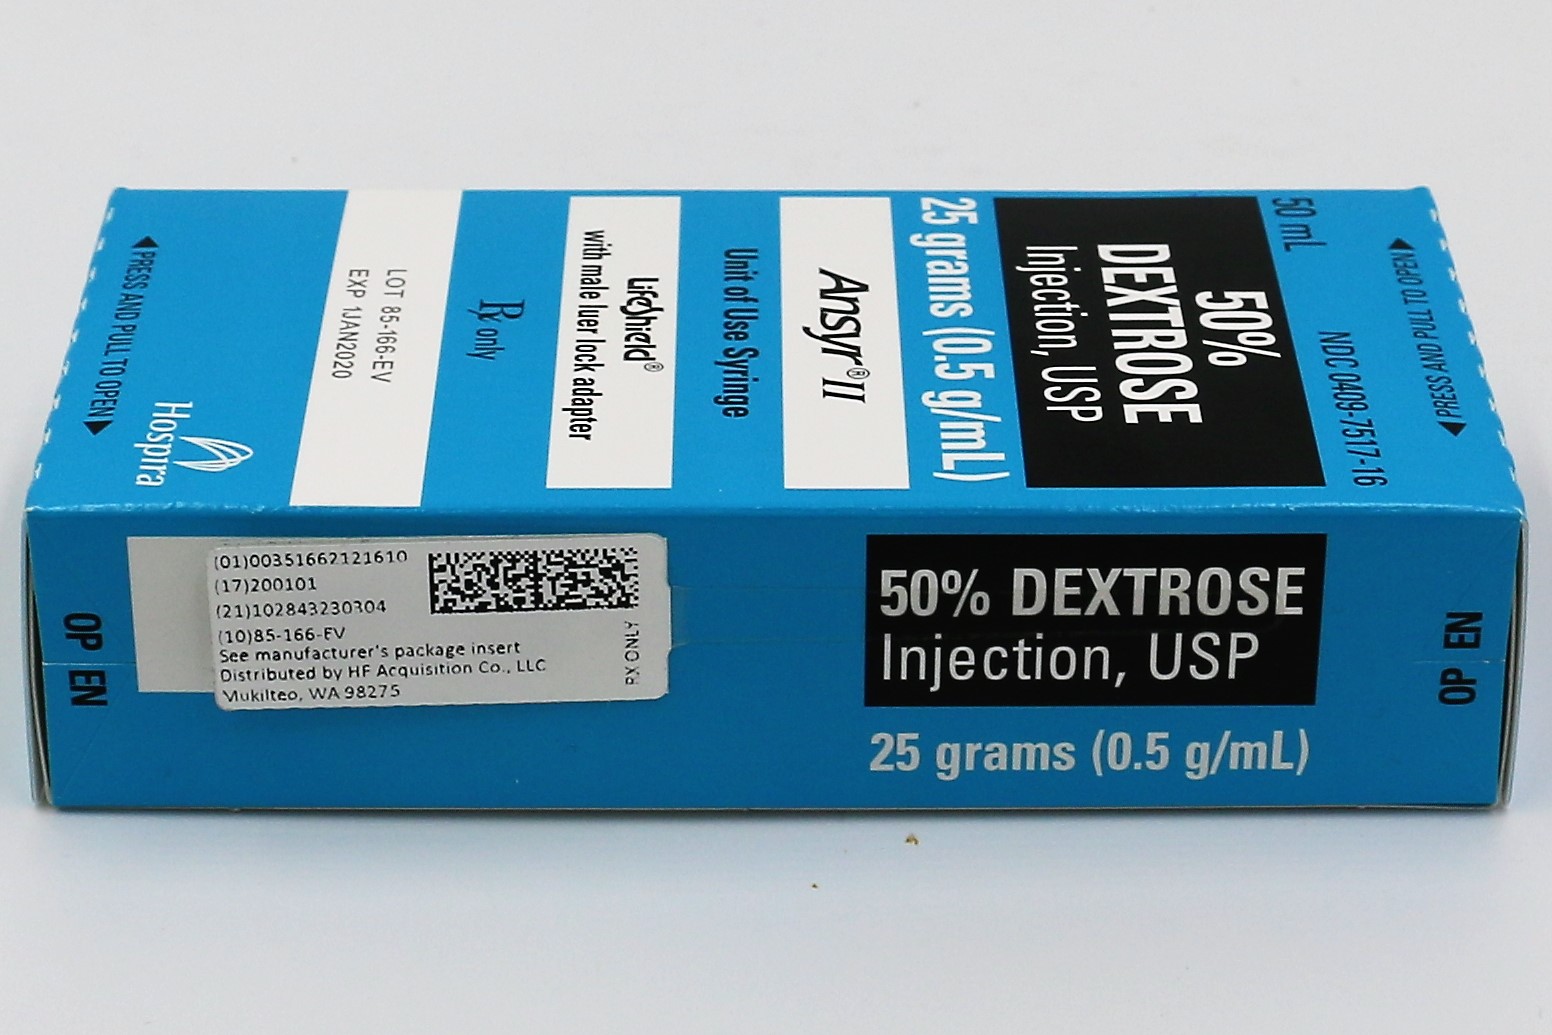 50 mL
NDC 0409-7517-16
50%
DEXTROSE
Injection, USP
25 grams (0.5 g/mL)
Ansyr® II
Unit of Use Syringe
LifeShield®
with male luer lock adapter
Rx only
LOT 85-166-EV
EXP 1JAN2020
Hospira
◀ PRESS AND PULL TO OPEN ▶
◀ PRESS AND PULL TO OPEN ▶
OP EN
(01)00351662121610
(17)200101
(21)102843230304
(10)85-166-EV
See manufacturer's package insert
Distributed by HF Acquisition Co., LLC
Mukilteo, WA 98275
RX ONLY
50% DEXTROSE
Injection, USP
25 grams (0.5 g/mL)
OP EN